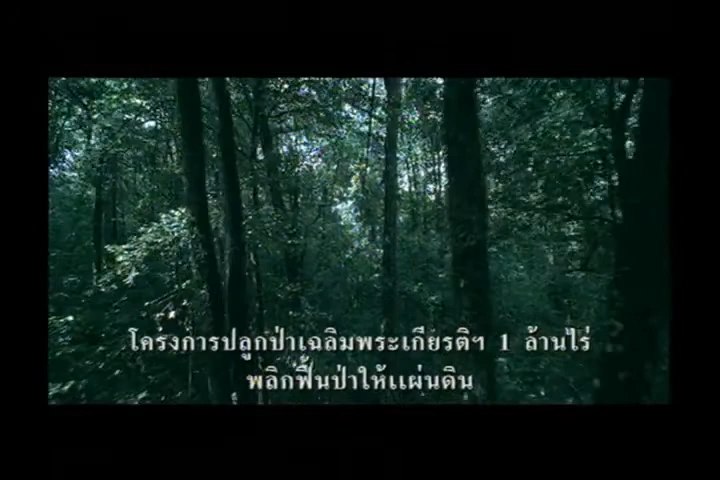 โครงการปลูกป่าเฉลิมพระเกียรติฯ 1 ล้านไร่
พลิกฟื้นป่าให้แผ่นดิน